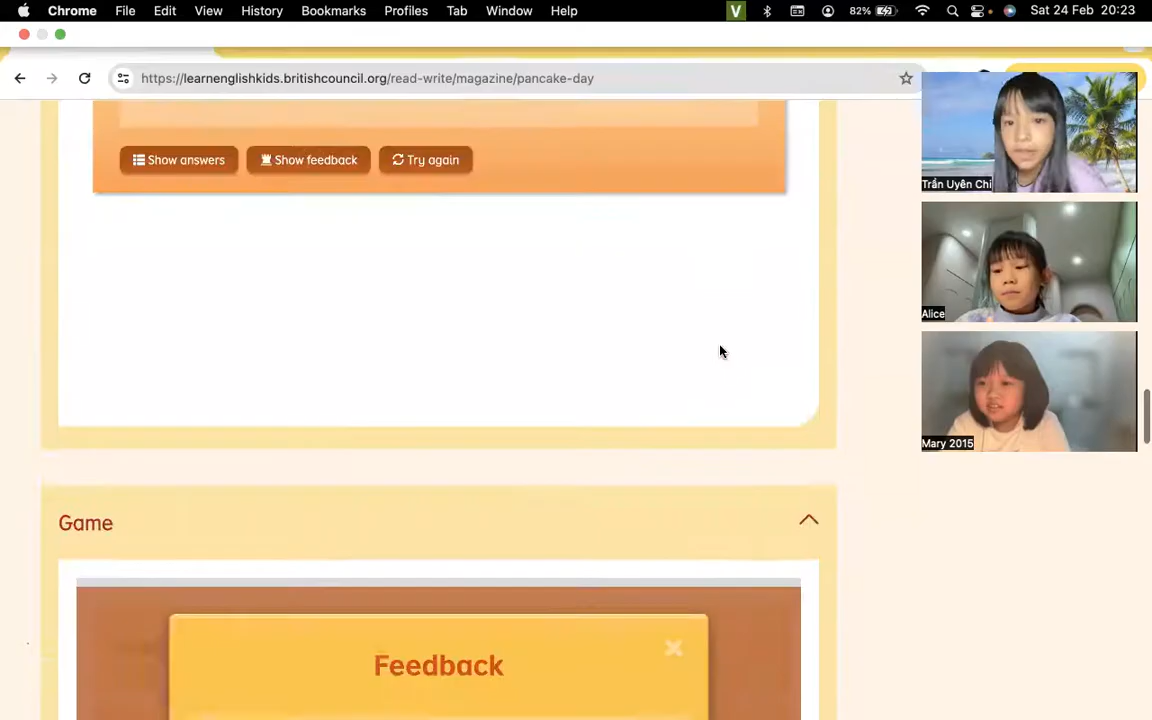 Chrome File Edit View History Bookmarks Profiles Tab Window Help
V 82% Sat 24 Feb 20:23
https://learnenglishkids.britishcouncil.org/read-write/magazine/pancake-day
Show answers Show feedback Try again
Trần Uyên Chi
Alice
Mary 2015
Game
Feedback